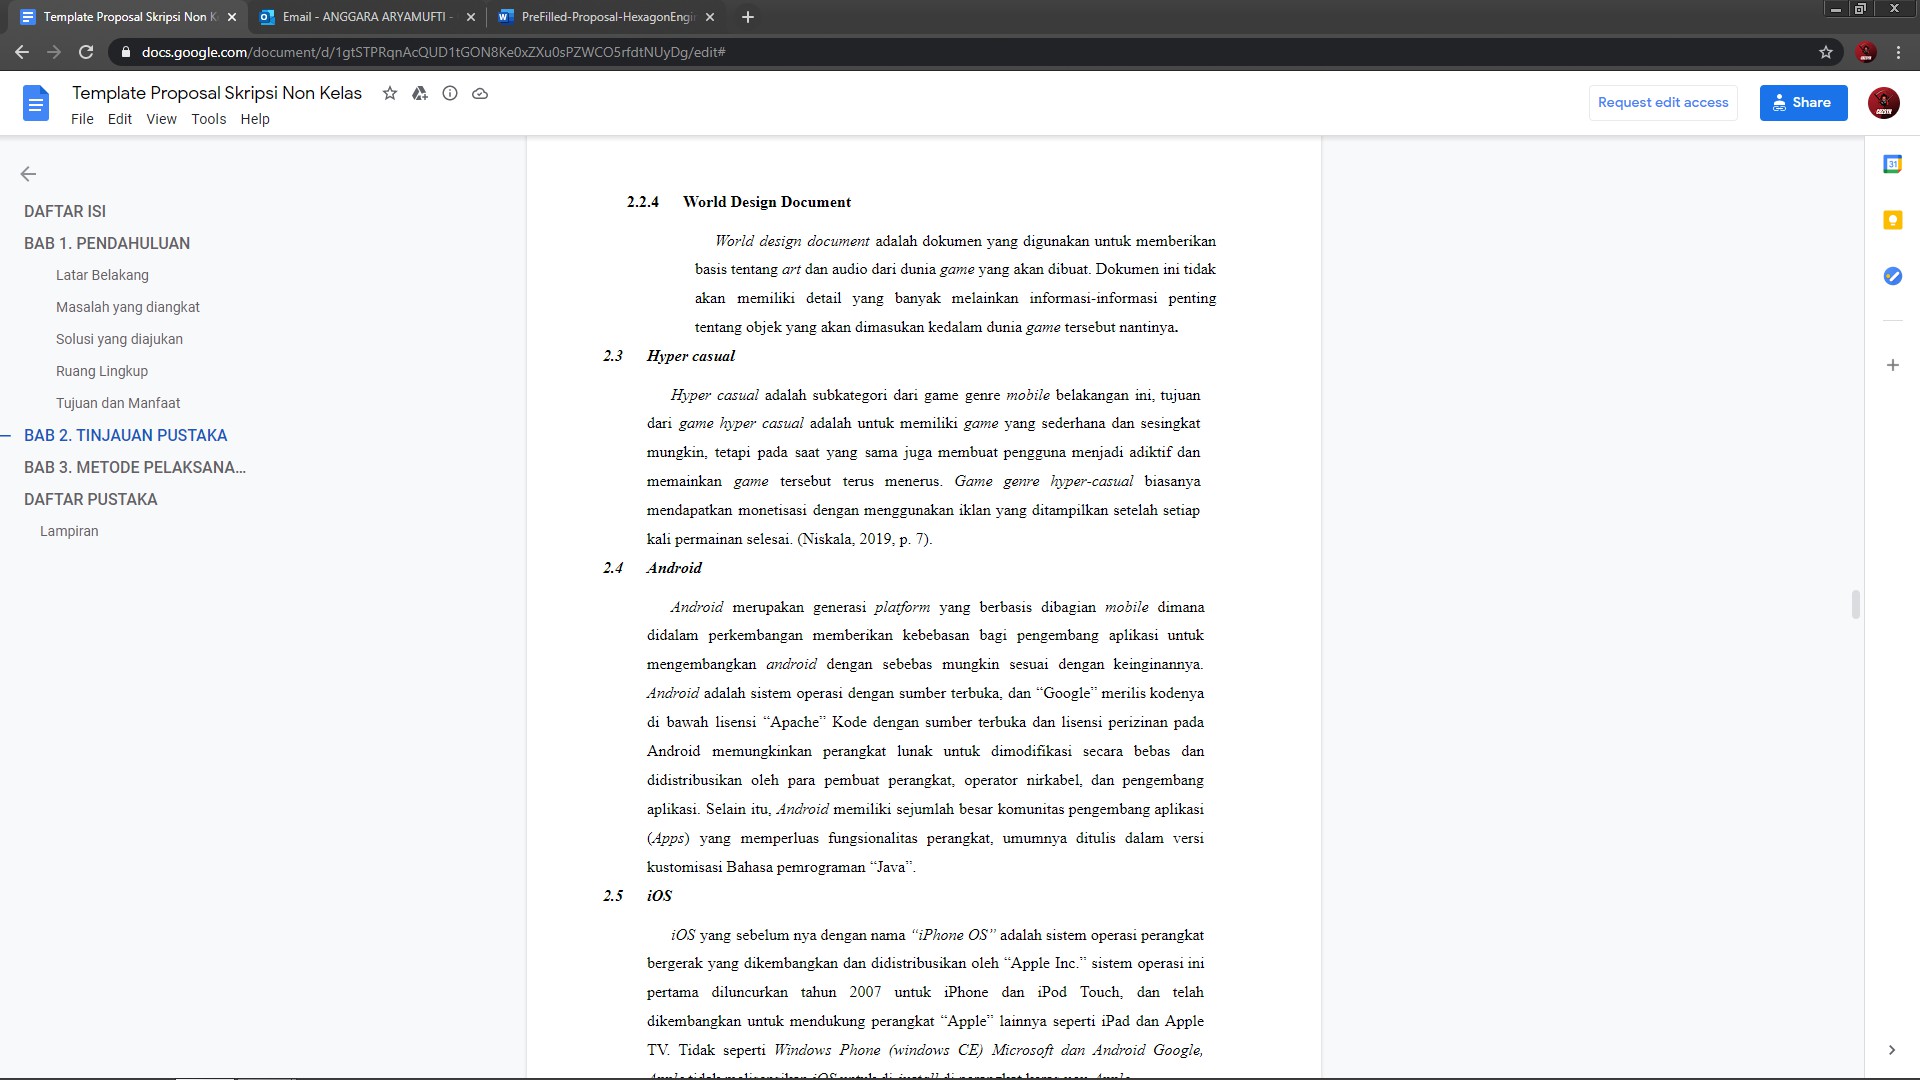 Template Proposal Skripsi Non K
Email - ANGGARA ARYAMUFTI -
PreFilled-Proposal-HexagonEngi
docs.google.com/document/d/1gtSTPRqnAcQUD1tGON8Ke0xZXu0sPZWCO5rfdtNUyDg/edit#
Template Proposal Skripsi Non Kelas
File Edit View Tools Help
Request edit access
Share
DAFTAR ISI
BAB 1. PENDAHULUAN
Latar Belakang
Masalah yang diangkat
Solusi yang diajukan
Ruang Lingkup
Tujuan dan Manfaat
BAB 2. TINJAUAN PUSTAKA
BAB 3. METODE PELAKSANA...
DAFTAR PUSTAKA
Lampiran
2.2.4 World Design Document
World design document adalah dokumen yang digunakan untuk memberikan
basis tentang art dan audio dari dunia game yang akan dibuat. Dokumen ini tidak
akan memiliki detail yang banyak melainkan informasi-informasi penting
tentang objek yang akan dimasukan kedalam dunia game tersebut nantinya.
2.3 Hyper casual
Hyper casual adalah subkategori dari game genre mobile belakangan ini, tujuan
dari game hyper casual adalah untuk memiliki game yang sederhana dan sesingkat
mungkin, tetapi pada saat yang sama juga membuat pengguna menjadi adiktif dan
memainkan game tersebut terus menerus. Game genre hyper-casual biasanya
mendapatkan monetisasi dengan menggunakan iklan yang ditampilkan setelah setiap
kali permainan selesai. (Niskala, 2019, p. 7).
2.4 Android
Android merupakan generasi platform yang berbasis dibagian mobile dimana
didalam perkembangan memberikan kebebasan bagi pengembang aplikasi untuk
mengembangkan android dengan sebebas mungkin sesuai dengan keinginannya.
Android adalah sistem operasi dengan sumber terbuka, dan “Google” merilis kodenya
di bawah lisensi “Apache” Kode dengan sumber terbuka dan lisensi perizinan pada
Android memungkinkan perangkat lunak untuk dimodifikasi secara bebas dan
didistribusikan oleh para pembuat perangkat, operator nirkabel, dan pengembang
aplikasi. Selain itu, Android memiliki sejumlah besar komunitas pengembang aplikasi
(Apps) yang memperluas fungsionalitas perangkat, umumnya ditulis dalam versi
kustomisasi Bahasa pemrograman “Java”.
2.5 iOS
iOS yang sebelum nya dengan nama “iPhone OS” adalah sistem operasi perangkat
bergerak yang dikembangkan dan didistribusikan oleh “Apple Inc.” sistem operasi ini
pertama diluncurkan tahun 2007 untuk iPhone dan iPod Touch, dan telah
dikembangkan untuk mendukung perangkat “Apple” lainnya seperti iPad dan Apple
TV. Tidak seperti Windows Phone (windows CE) Microsoft dan Android Google,
31